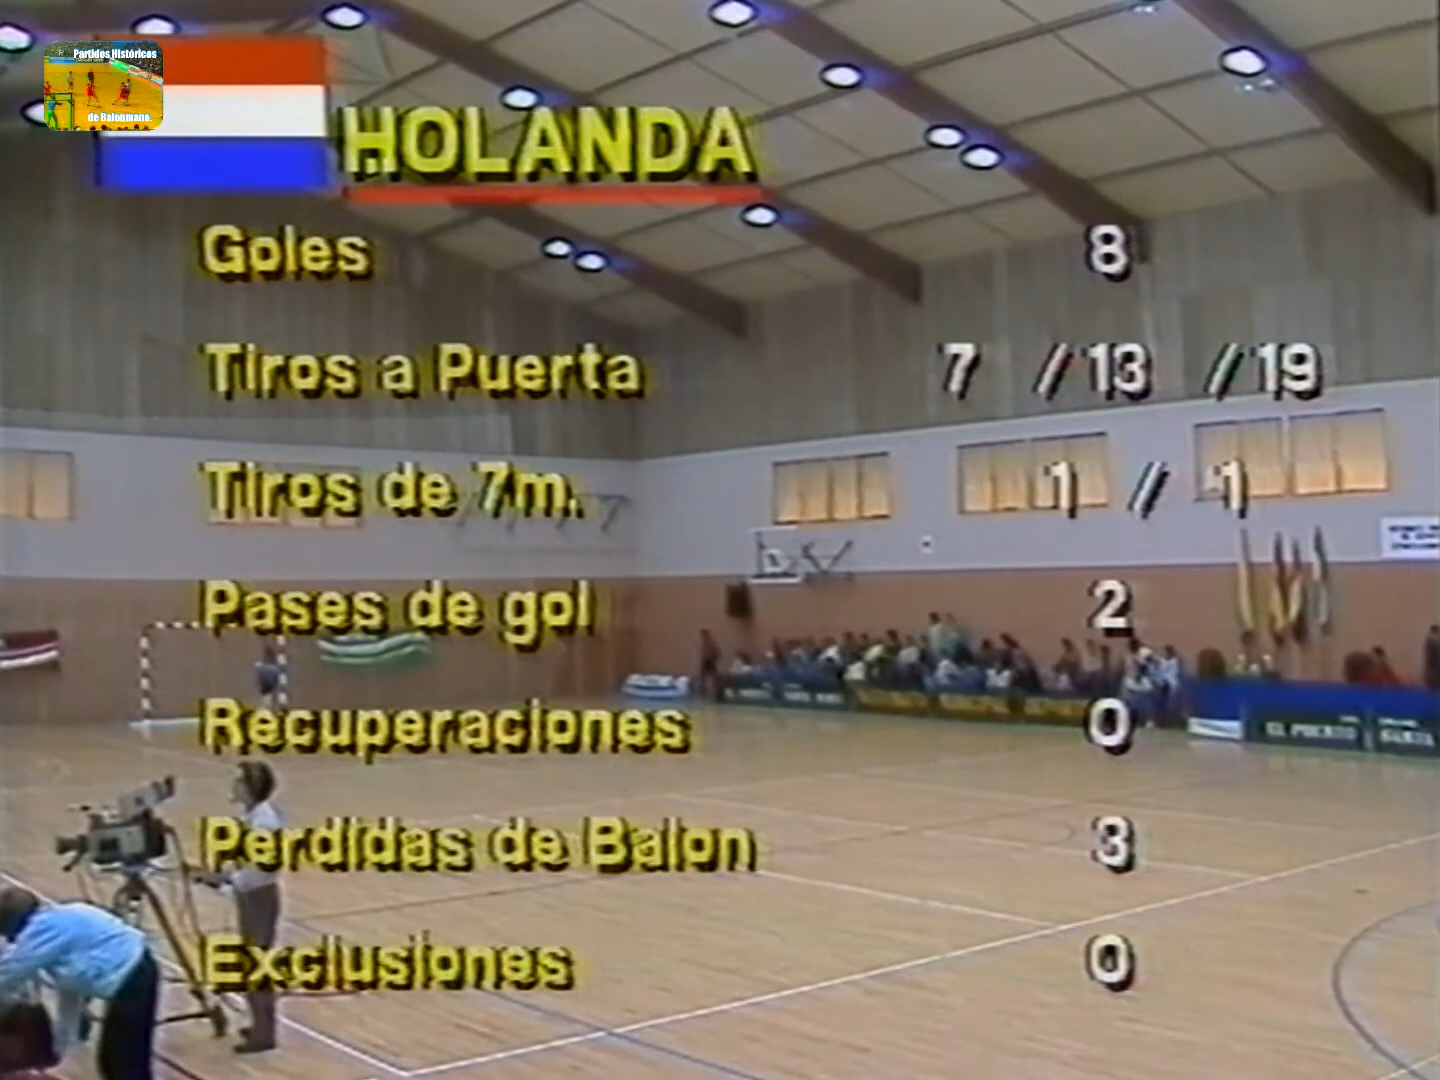 Partidos Históricos
de Balonmano.
HOLANDA
Goles 8
Tiros a Puerta 7 / 13 / 19
Tiros de 7m. 1 / 1
Pases de gol 2
Recuperaciones 0
Perdidas de Balon 3
Exclusiones 0
EL PUERTO
SANTA